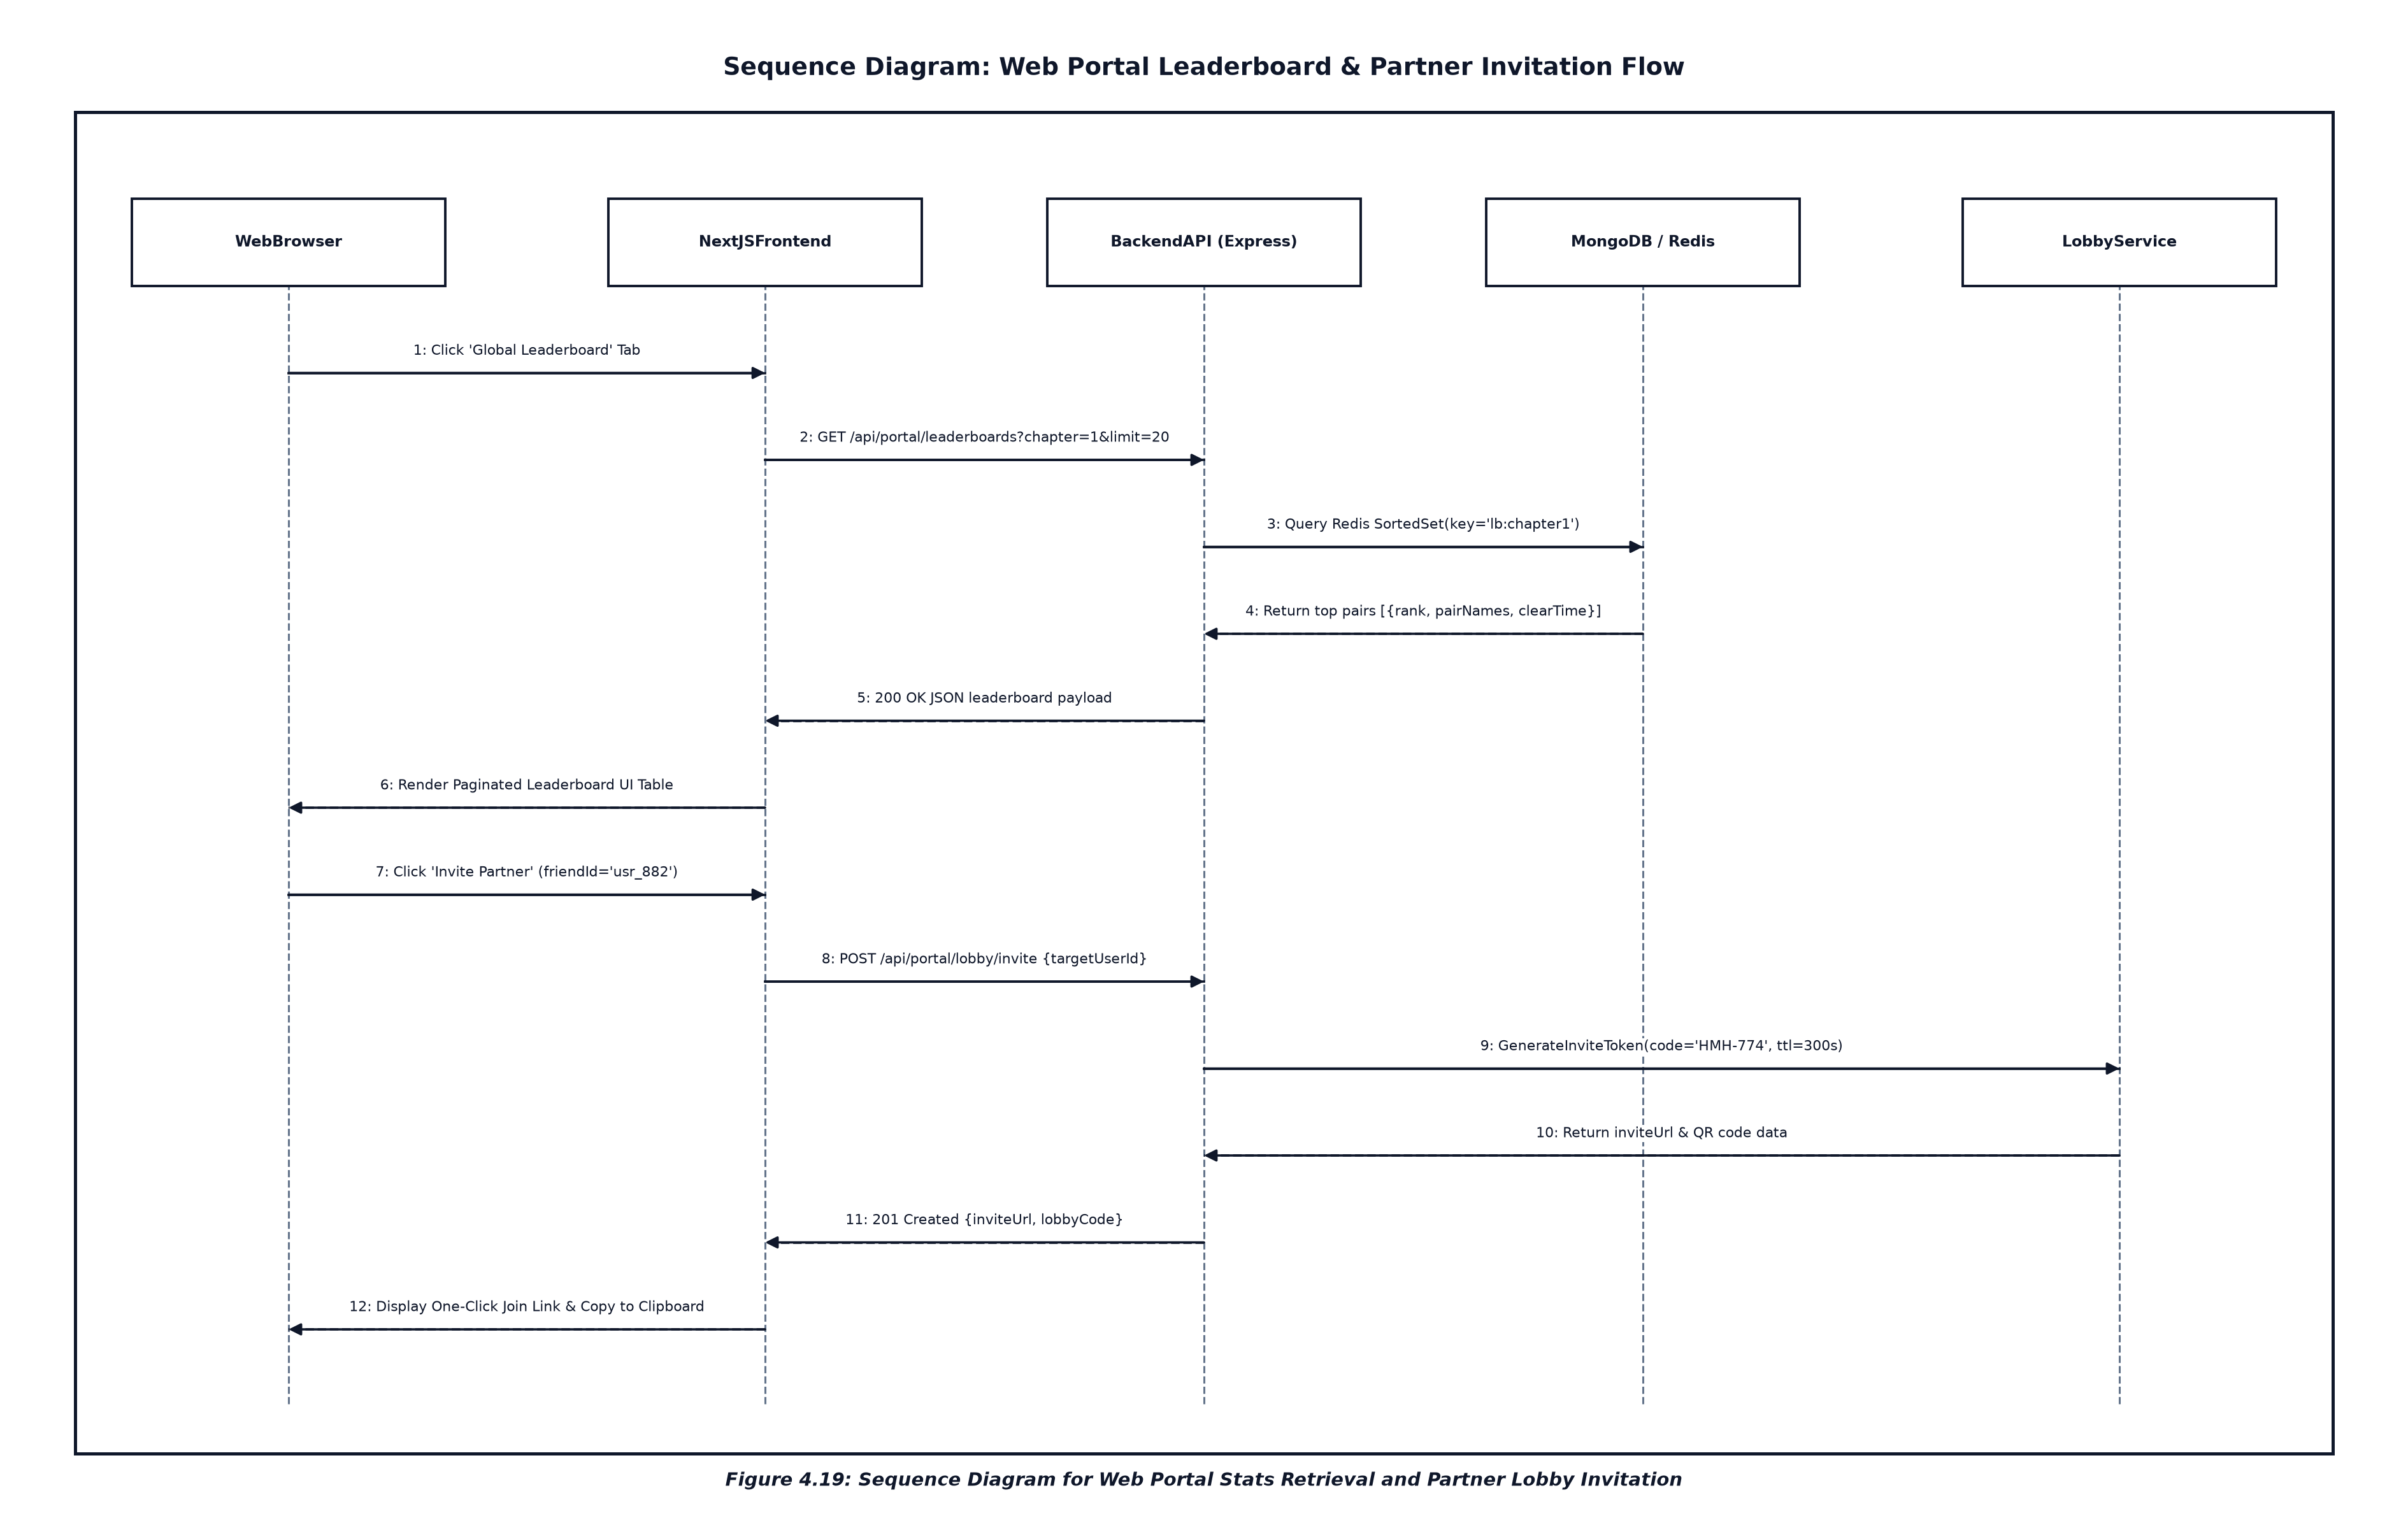 Sequence Diagram: Web Portal Leaderboard & Partner Invitation Flow
WebBrowser
NextJSFrontend
BackendAPI (Express)
MongoDB / Redis
LobbyService
1: Click 'Global Leaderboard' Tab
2: GET /api/portal/leaderboards?chapter=1&limit=20
3: Query Redis SortedSet(key='lb:chapter1')
4: Return top pairs [{rank, pairNames, clearTime}]
5: 200 OK JSON leaderboard payload
6: Render Paginated Leaderboard UI Table
7: Click 'Invite Partner' (friendId='usr_882')
8: POST /api/portal/lobby/invite {targetUserId}
9: GenerateInviteToken(code='HMH-774', ttl=300s)
10: Return inviteUrl & QR code data
11: 201 Created {inviteUrl, lobbyCode}
12: Display One-Click Join Link & Copy to Clipboard
Figure 4.19: Sequence Diagram for Web Portal Stats Retrieval and Partner Lobby Invitation